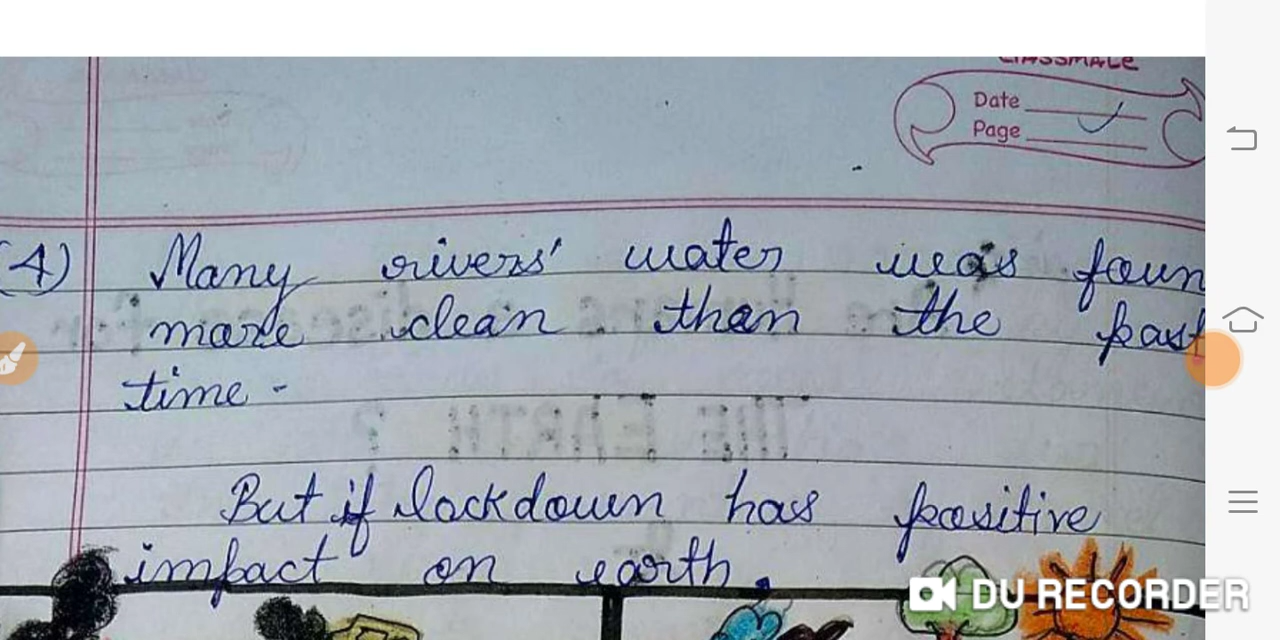 classmate
Date
Page
(4) Many rivers' water was foun
more clean than the past
time -
But if lockdown has positive
impact on earth.
DU RECORDER